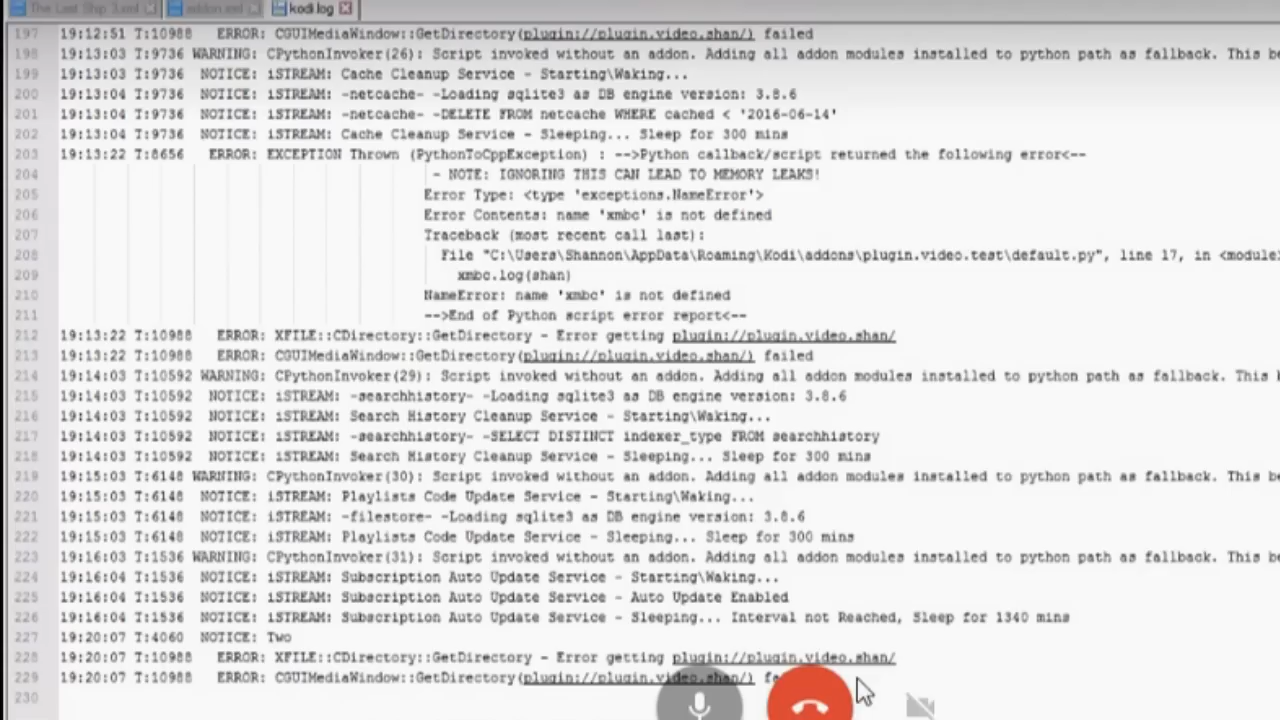 The Last Ship 3.xml addon.xml kodi.log
197 19:12:51 T:10988 ERROR: CGUIMediaWindow::GetDirectory(plugin://plugin.video.shan/) failed
198 19:13:03 T:9736 WARNING: CPythonInvoker(26): Script invoked without an addon. Adding all addon modules installed to python path as fallback. This be
199 19:13:03 T:9736 NOTICE: iSTREAM: Cache Cleanup Service - Starting\Waking...
200 19:13:04 T:9736 NOTICE: iSTREAM: -netcache- -Loading sqlite3 as DB engine version: 3.8.6
201 19:13:04 T:9736 NOTICE: iSTREAM: -netcache- -DELETE FROM netcache WHERE cached < '2016-06-14'
202 19:13:04 T:9736 NOTICE: iSTREAM: Cache Cleanup Service - Sleeping... Sleep for 300 mins
203 19:13:22 T:8656 ERROR: EXCEPTION Thrown (PythonToCppException) : -->Python callback/script returned the following error<--
204 - NOTE: IGNORING THIS CAN LEAD TO MEMORY LEAKS!
205 Error Type: <type 'exceptions.NameError'>
206 Error Contents: name 'xmbc' is not defined
207 Traceback (most recent call last):
208 File "C:\Users\Shannon\AppData\Roaming\Kodi\addons\plugin.video.test\default.py", line 17, in <module>
209 xmbc.log(shan)
210 NameError: name 'xmbc' is not defined
211 -->End of Python script error report<--
212 19:13:22 T:10988 ERROR: XFILE::CDirectory::GetDirectory - Error getting plugin://plugin.video.shan/
213 19:13:22 T:10988 ERROR: CGUIMediaWindow::GetDirectory(plugin://plugin.video.shan/) failed
214 19:14:03 T:10592 WARNING: CPythonInvoker(29): Script invoked without an addon. Adding all addon modules installed to python path as fallback. This
215 19:14:03 T:10592 NOTICE: iSTREAM: -searchhistory- -Loading sqlite3 as DB engine version: 3.8.6
216 19:14:03 T:10592 NOTICE: iSTREAM: Search History Cleanup Service - Starting\Waking...
217 19:14:03 T:10592 NOTICE: iSTREAM: -searchhistory- -SELECT DISTINCT indexer_type FROM searchhistory
218 19:14:03 T:10592 NOTICE: iSTREAM: Search History Cleanup Service - Sleeping... Sleep for 300 mins
219 19:15:03 T:6148 WARNING: CPythonInvoker(30): Script invoked without an addon. Adding all addon modules installed to python path as fallback. This be
220 19:15:03 T:6148 NOTICE: iSTREAM: Playlists Code Update Service - Starting\Waking...
221 19:15:03 T:6148 NOTICE: iSTREAM: -filestore- -Loading sqlite3 as DB engine version: 3.8.6
222 19:15:03 T:6148 NOTICE: iSTREAM: Playlists Code Update Service - Sleeping... Sleep for 300 mins
223 19:16:03 T:1536 WARNING: CPythonInvoker(31): Script invoked without an addon. Adding all addon modules installed to python path as fallback. This be
224 19:16:04 T:1536 NOTICE: iSTREAM: Subscription Auto Update Service - Starting\Waking...
225 19:16:04 T:1536 NOTICE: iSTREAM: Subscription Auto Update Service - Auto Update Enabled
226 19:16:04 T:1536 NOTICE: iSTREAM: Subscription Auto Update Service - Sleeping... Interval not Reached, Sleep for 1340 mins
227 19:20:07 T:4060 NOTICE: Two
228 19:20:07 T:10988 ERROR: XFILE::CDirectory::GetDirectory - Error getting plugin://plugin.video.shan/
229 19:20:07 T:10988 ERROR: CGUIMediaWindow::GetDirectory(plugin://plugin.video.shan/) fa
230